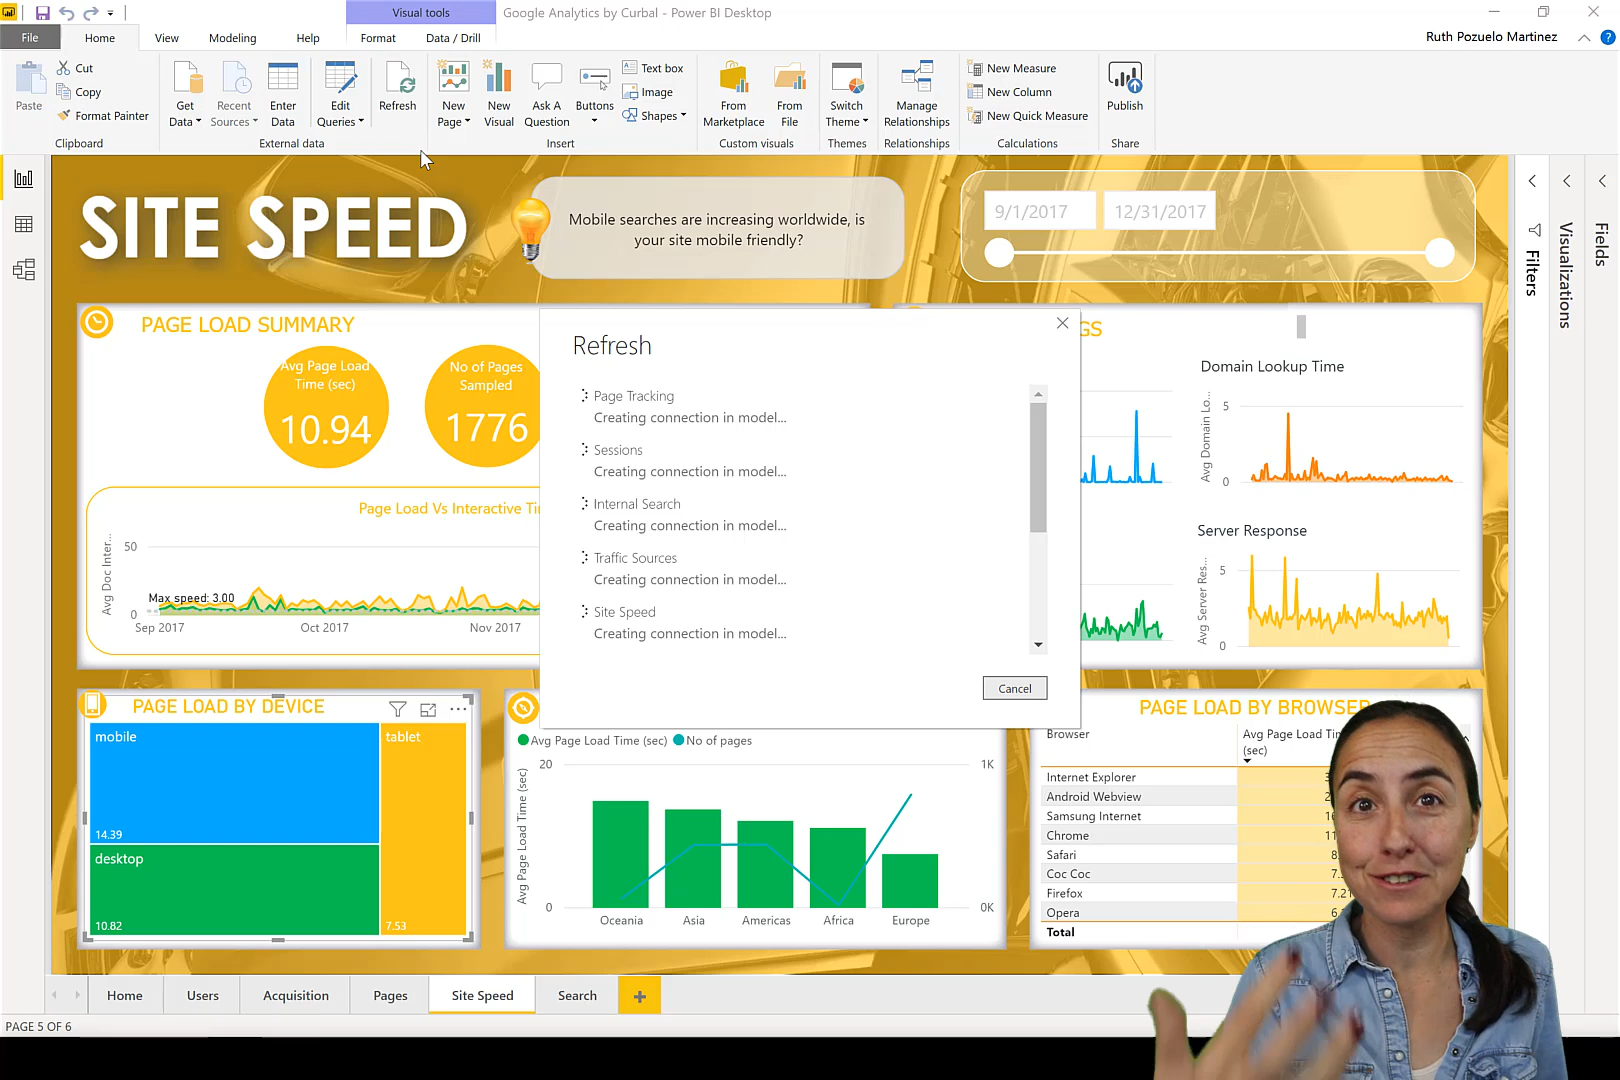 Visual tools
Google Analytics by Curbal - Power BI Desktop
File
Home
View
Modeling
Help
Format
Data / Drill
Ruth Pozuelo Martinez
Paste
Cut
Copy
Format Painter
Get Data
Recent Sources
Enter Data
Edit Queries
Refresh
New Page
New Visual
Ask A Question
Buttons
Text box
Image
Shapes
From Marketplace
From File
Switch Theme
Manage Relationships
New Measure
New Column
New Quick Measure
Publish
Clipboard
External data
Insert
Custom visuals
Themes
Relationships
Calculations
Share
SITE SPEED
Mobile searches are increasing worldwide, is
your site mobile friendly?
9/1/2017
12/31/2017
Filters
Visualizations
Fields
PAGE LOAD SUMMARY
Avg Page Load
Time (sec)
10.94
No of Pages
Sampled
1776
Page Load Vs Interactive Ti
Avg Doc Inter...
50
0
Max speed: 3.00
Sep 2017
Oct 2017
Nov 2017
Refresh
Page Tracking
Creating connection in model...
Sessions
Creating connection in model...
Internal Search
Creating connection in model...
Traffic Sources
Creating connection in model...
Site Speed
Creating connection in model...
Cancel
GS
Domain Lookup Time
Avg Domain Lo...
5
0
Server Response
Avg Server Res...
5
0
PAGE LOAD BY DEVICE
mobile
14.39
desktop
10.82
tablet
7.53
Avg Page Load Time (sec)
No of pages
Avg Page Load Time (sec)
20
0
1K
0K
Oceania
Asia
Americas
Africa
Europe
PAGE LOAD BY BROWSER
Browser
Avg Page Load Tim
(sec)
Internet Explorer
Android Webview
Samsung Internet
Chrome
Safari
Coc Coc
Firefox
7.21
Opera
Total
Home
Users
Acquisition
Pages
Site Speed
Search
PAGE 5 OF 6